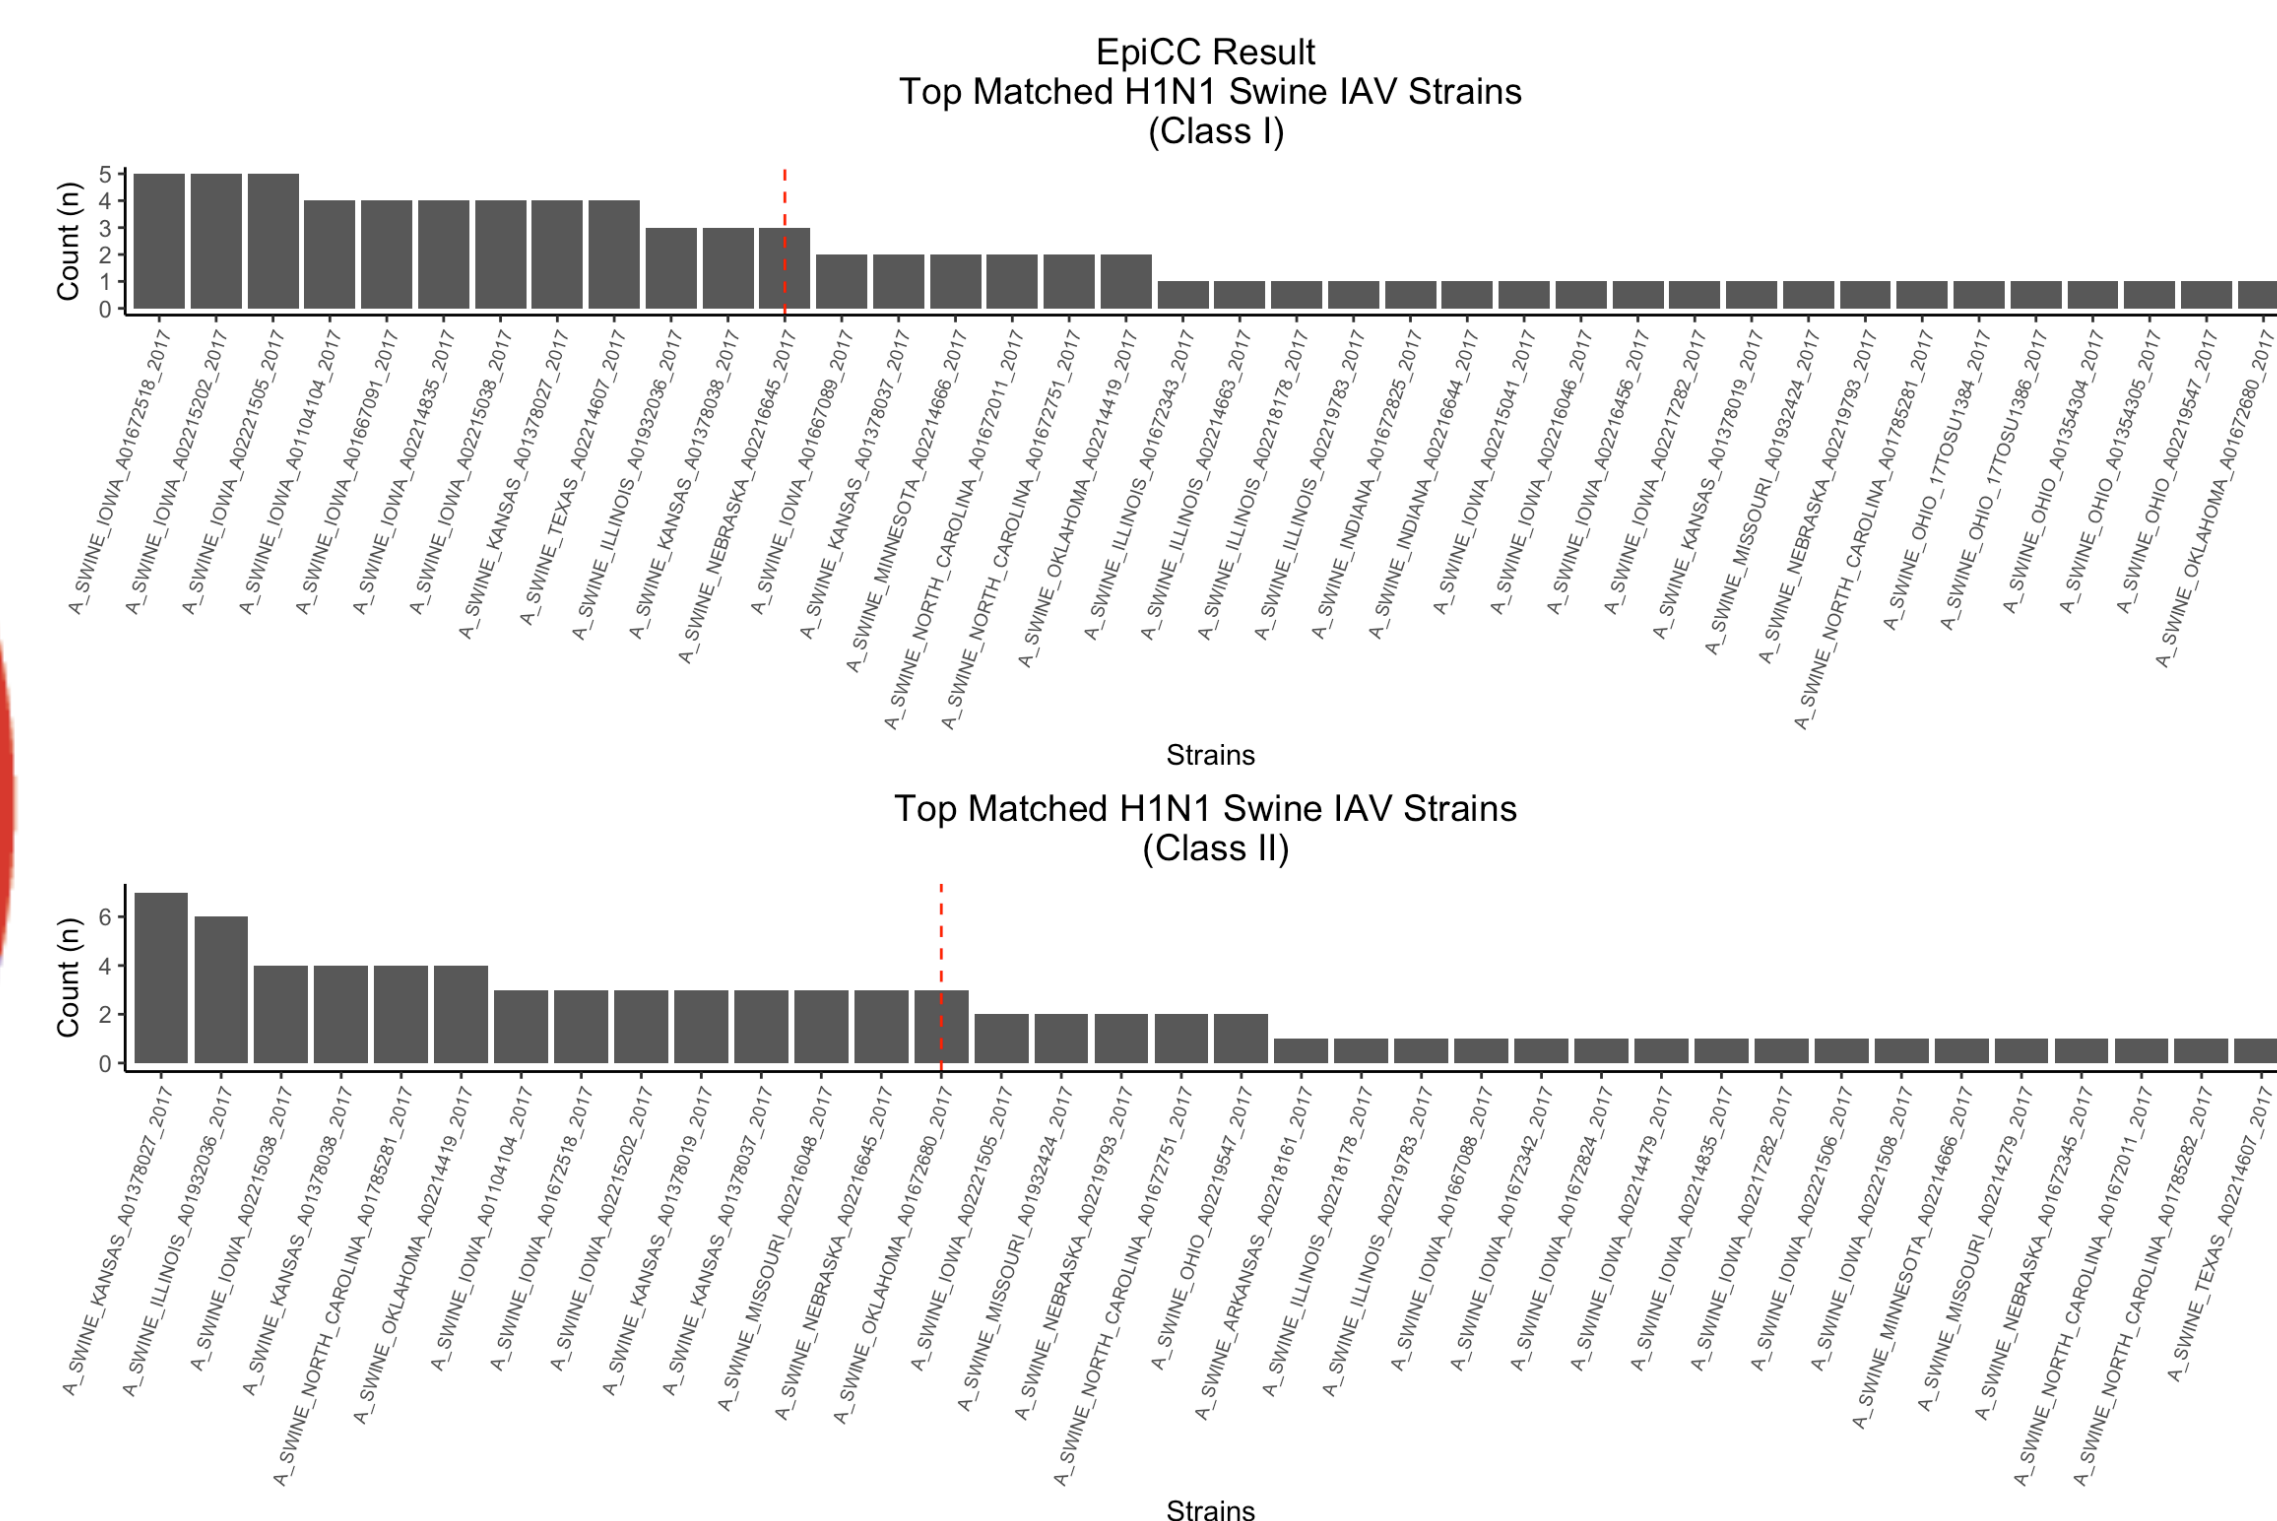 EpiCC Result
Top Matched H1N1 Swine IAV Strains
(Class I)
Count (n)
5
4
3
2
1
0
A_SWINE_IOWA_A01672518_2017
A_SWINE_IOWA_A02215202_2017
A_SWINE_IOWA_A02221505_2017
A_SWINE_IOWA_A01104104_2017
A_SWINE_IOWA_A01667091_2017
A_SWINE_IOWA_A02214835_2017
A_SWINE_IOWA_A02215038_2017
A_SWINE_KANSAS_A01378027_2017
A_SWINE_TEXAS_A02214607_2017
A_SWINE_ILLINOIS_A01932036_2017
A_SWINE_KANSAS_A01378038_2017
A_SWINE_NEBRASKA_A02216645_2017
A_SWINE_IOWA_A01667089_2017
A_SWINE_KANSAS_A01378037_2017
A_SWINE_MINNESOTA_A02214666_2017
A_SWINE_NORTH_CAROLINA_A01672011_2017
A_SWINE_NORTH_CAROLINA_A01672751_2017
A_SWINE_OKLAHOMA_A02214419_2017
A_SWINE_ILLINOIS_A01672343_2017
A_SWINE_ILLINOIS_A02214663_2017
A_SWINE_ILLINOIS_A02218178_2017
A_SWINE_ILLINOIS_A02219783_2017
A_SWINE_INDIANA_A01672825_2017
A_SWINE_INDIANA_A02216644_2017
A_SWINE_IOWA_A02215041_2017
A_SWINE_IOWA_A02216046_2017
A_SWINE_IOWA_A02216456_2017
A_SWINE_IOWA_A02217282_2017
A_SWINE_KANSAS_A01378019_2017
A_SWINE_MISSOURI_A01932424_2017
A_SWINE_NEBRASKA_A02219793_2017
A_SWINE_NORTH_CAROLINA_A01785281_2017
A_SWINE_OHIO_17TOSU1384_2017
A_SWINE_OHIO_17TOSU1386_2017
A_SWINE_OHIO_A01354304_2017
A_SWINE_OHIO_A01354305_2017
A_SWINE_OHIO_A02219547_2017
A_SWINE_OKLAHOMA_A01672680_2017
Strains
Top Matched H1N1 Swine IAV Strains
(Class II)
Count (n)
6
4
2
0
A_SWINE_KANSAS_A01378027_2017
A_SWINE_ILLINOIS_A01932036_2017
A_SWINE_IOWA_A02215038_2017
A_SWINE_KANSAS_A01378038_2017
A_SWINE_NORTH_CAROLINA_A01785281_2017
A_SWINE_OKLAHOMA_A02214419_2017
A_SWINE_IOWA_A01104104_2017
A_SWINE_IOWA_A01672518_2017
A_SWINE_IOWA_A02215202_2017
A_SWINE_KANSAS_A01378019_2017
A_SWINE_KANSAS_A01378037_2017
A_SWINE_MISSOURI_A02216048_2017
A_SWINE_NEBRASKA_A02216645_2017
A_SWINE_OKLAHOMA_A01672680_2017
A_SWINE_IOWA_A02221505_2017
A_SWINE_MISSOURI_A01932424_2017
A_SWINE_NEBRASKA_A02219793_2017
A_SWINE_NORTH_CAROLINA_A01672751_2017
A_SWINE_OHIO_A02219547_2017
A_SWINE_ARKANSAS_A02218161_2017
A_SWINE_ILLINOIS_A02218178_2017
A_SWINE_ILLINOIS_A02219783_2017
A_SWINE_IOWA_A01667088_2017
A_SWINE_IOWA_A01672342_2017
A_SWINE_IOWA_A01672824_2017
A_SWINE_IOWA_A02214479_2017
A_SWINE_IOWA_A02214835_2017
A_SWINE_IOWA_A02217282_2017
A_SWINE_IOWA_A02221506_2017
A_SWINE_IOWA_A02221508_2017
A_SWINE_MINNESOTA_A02214666_2017
A_SWINE_MISSOURI_A02214279_2017
A_SWINE_NEBRASKA_A01672345_2017
A_SWINE_NORTH_CAROLINA_A01672011_2017
A_SWINE_NORTH_CAROLINA_A01785282_2017
A_SWINE_TEXAS_A02214607_2017
Strains